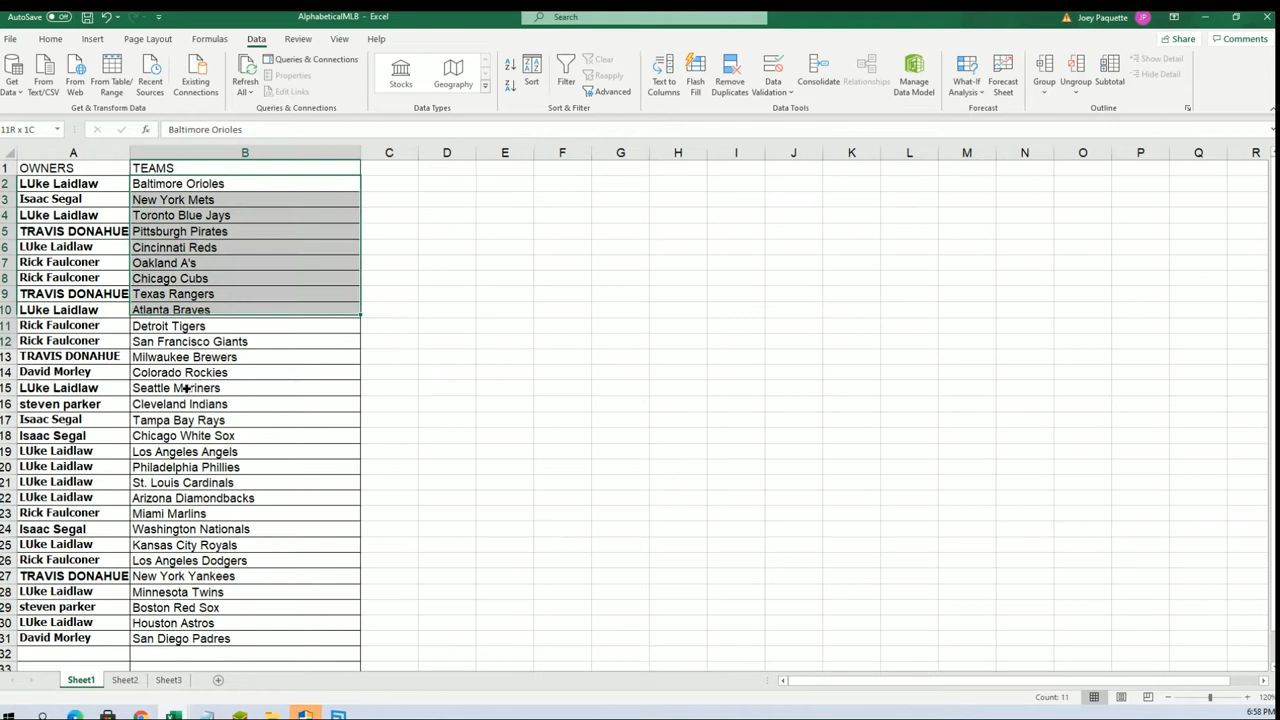 AutoSave Off AlphabeticalMLB - Excel Search Joey Paquette JP
File Home Insert Page Layout Formulas Data Review View Help Share Comments
Get Data From Text/CSV From Web From Table/Range Recent Sources Existing Connections
Get & Transform Data
Refresh All Queries & Connections Properties Edit Links
Queries & Connections
Stocks Geography
Data Types
Sort Filter Clear Reapply Advanced
Sort & Filter
Text to Columns Flash Fill Remove Duplicates Data Validation Consolidate Relationships Manage Data Model
Data Tools
What-If Analysis Forecast Sheet
Forecast
Group Ungroup Subtotal Show Detail Hide Detail
Outline
11R x 1C fx Baltimore Orioles
A B C D E F G H I J K L M N O P Q R
1 OWNERS TEAMS
2 LUke Laidlaw Baltimore Orioles
3 Isaac Segal New York Mets
4 LUke Laidlaw Toronto Blue Jays
5 TRAVIS DONAHUE Pittsburgh Pirates
6 LUke Laidlaw Cincinnati Reds
7 Rick Faulconer Oakland A's
8 Rick Faulconer Chicago Cubs
9 TRAVIS DONAHUE Texas Rangers
10 LUke Laidlaw Atlanta Braves
11 Rick Faulconer Detroit Tigers
12 Rick Faulconer San Francisco Giants
13 TRAVIS DONAHUE Milwaukee Brewers
14 David Morley Colorado Rockies
15 LUke Laidlaw Seattle Mariners
16 steven parker Cleveland Indians
17 Isaac Segal Tampa Bay Rays
18 Isaac Segal Chicago White Sox
19 LUke Laidlaw Los Angeles Angels
20 LUke Laidlaw Philadelphia Phillies
21 LUke Laidlaw St. Louis Cardinals
22 LUke Laidlaw Arizona Diamondbacks
23 Rick Faulconer Miami Marlins
24 Isaac Segal Washington Nationals
25 LUke Laidlaw Kansas City Royals
26 Rick Faulconer Los Angeles Dodgers
27 TRAVIS DONAHUE New York Yankees
28 LUke Laidlaw Minnesota Twins
29 steven parker Boston Red Sox
30 LUke Laidlaw Houston Astros
31 David Morley San Diego Padres
32
33
Sheet1 Sheet2 Sheet3
Count: 11 120%
6:58 PM